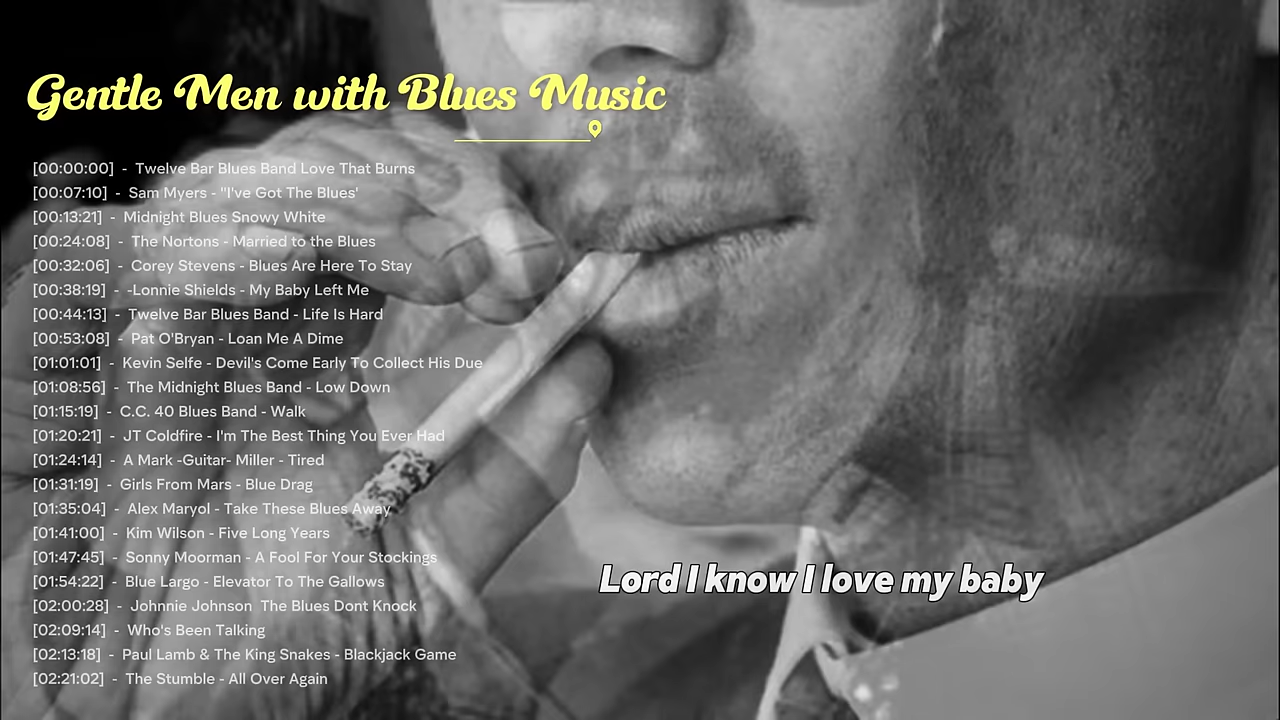 Gentle Men with Blues Music
[00:00:00] - Twelve Bar Blues Band Love That Burns
[00:07:10] - Sam Myers - "I've Got The Blues'
[00:13:21] - Midnight Blues Snowy White
[00:24:08] - The Nortons - Married to the Blues
[00:32:06] - Corey Stevens - Blues Are Here To Stay
[00:38:19] - -Lonnie Shields - My Baby Left Me
[00:44:13] - Twelve Bar Blues Band - Life Is Hard
[00:53:08] - Pat O'Bryan - Loan Me A Dime
[01:01:01] - Kevin Selfe - Devil's Come Early To Collect His Due
[01:08:56] - The Midnight Blues Band - Low Down
[01:15:19] - C.C. 40 Blues Band - Walk
[01:20:21] - JT Coldfire - I'm The Best Thing You Ever Had
[01:24:14] - A Mark -Guitar- Miller - Tired
[01:31:19] - Girls From Mars - Blue Drag
[01:35:04] - Alex Maryol - Take These Blues Away
[01:41:00] - Kim Wilson - Five Long Years
[01:47:45] - Sonny Moorman - A Fool For Your Stockings
[01:54:22] - Blue Largo - Elevator To The Gallows
[02:00:28] - Johnnie Johnson  The Blues Dont Knock
[02:09:14] - Who's Been Talking
[02:13:18] - Paul Lamb & The King Snakes - Blackjack Game
[02:21:02] - The Stumble - All Over Again
Lord I know I love my baby